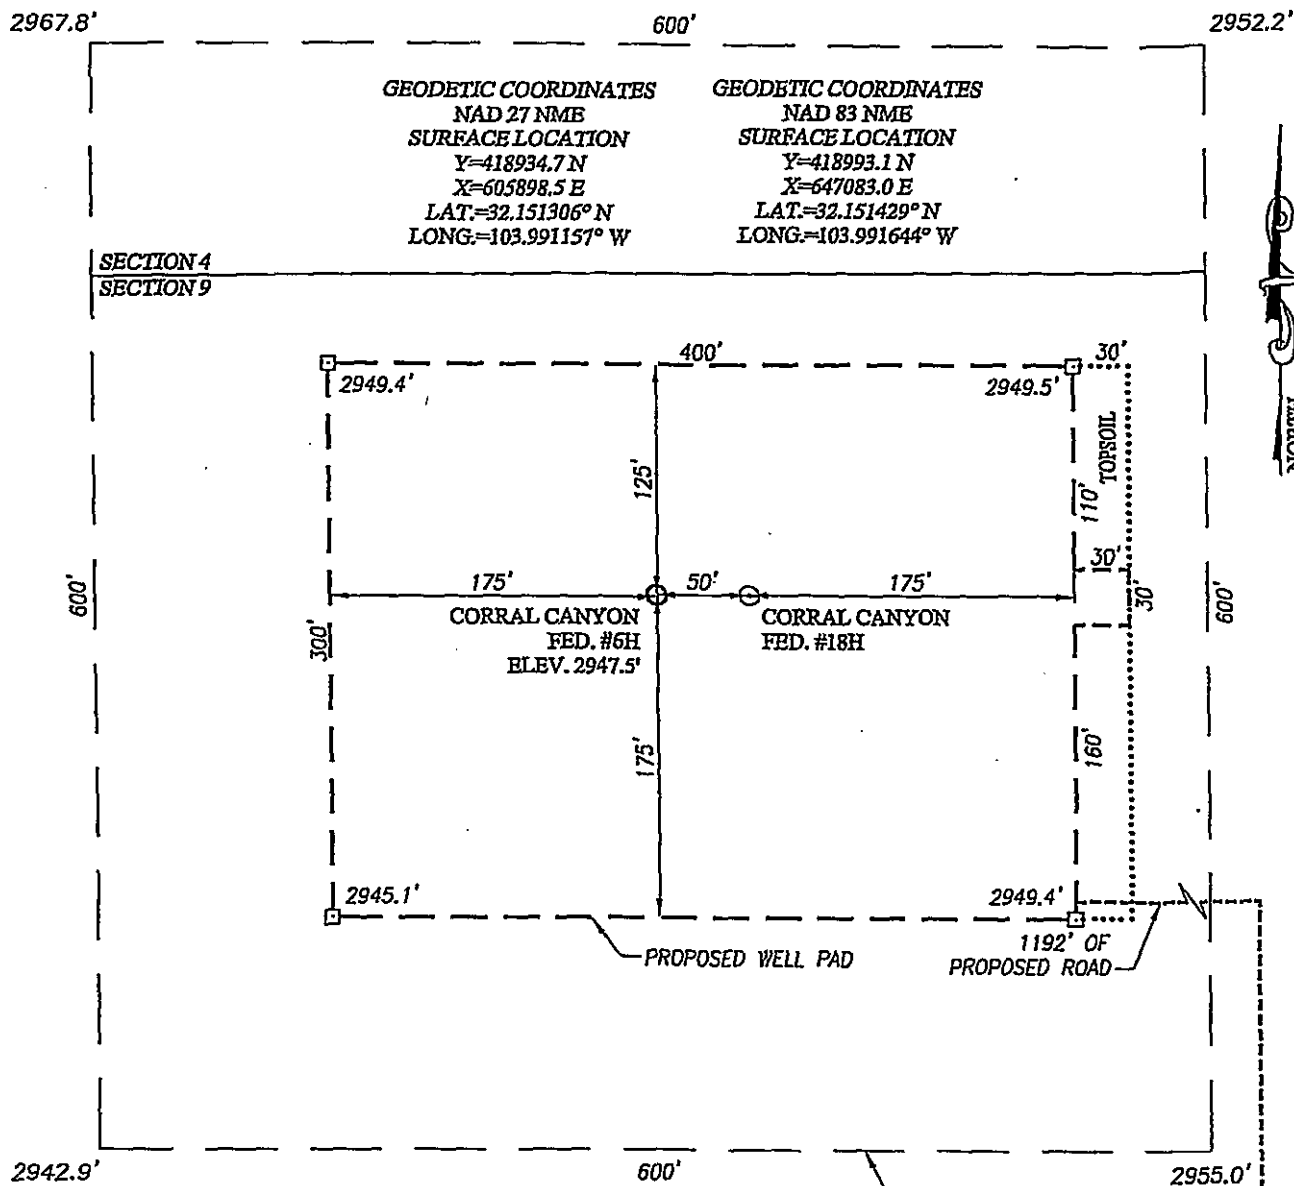 2967.8'
600'
2952.2'
GEODETIC COORDINATES
NAD 27 NME
SURFACE LOCATION
Y=418934.7 N
X=605898.5 E
LAT.=32.151306° N
LONG.=103.991157° W
GEODETIC COORDINATES
NAD 83 NME
SURFACE LOCATION
Y=418993.1 N
X=647083.0 E
LAT.=32.151429° N
LONG.=103.991644° W
SECTION 4
SECTION 9
NORTH
400'
30'
2949.4'
2949.5'
TOPSOIL
125'
110'
30'
175'
50'
175'
30'
600'
600'
300'
CORRAL CANYON
FED. #6H
ELEV. 2947.5'
CORRAL CANYON
FED. #18H
175'
160'
2945.1'
2949.4'
PROPOSED WELL PAD
1192' OF
PROPOSED ROAD
2942.9'
600'
2955.0'